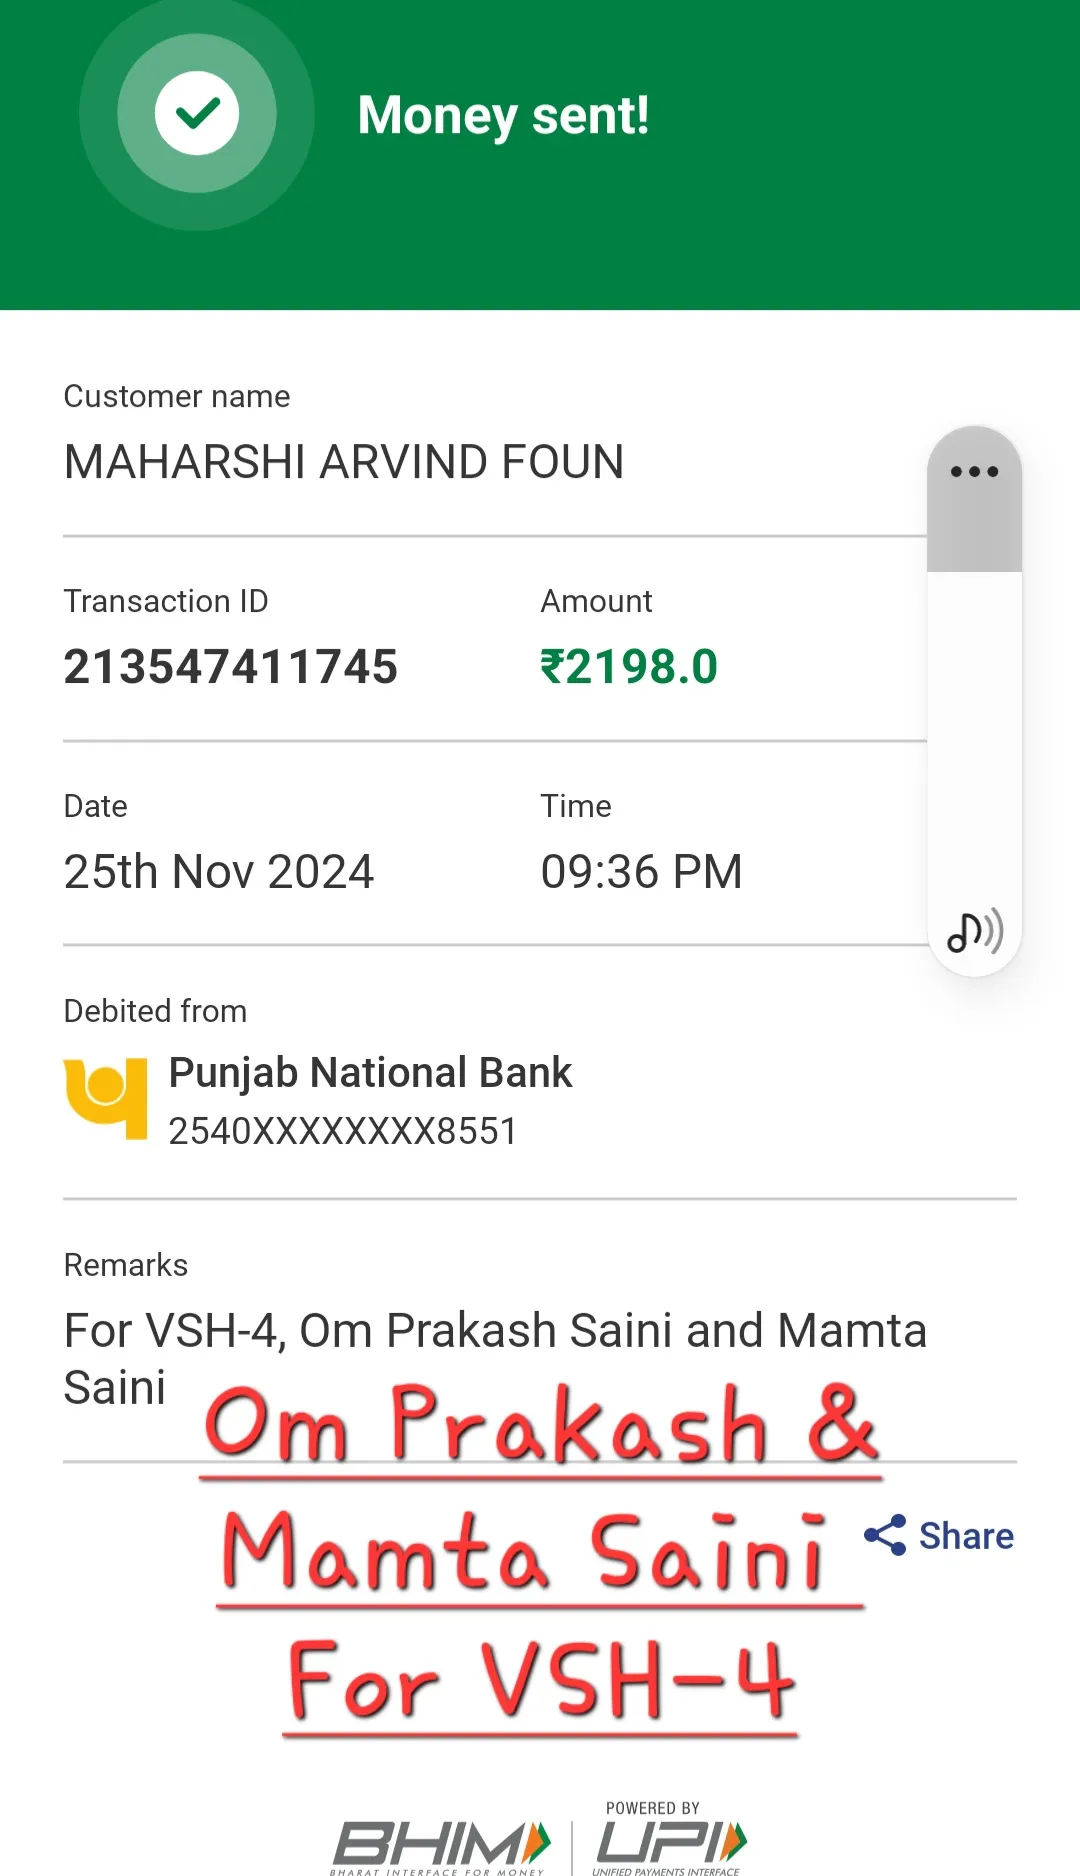 Money sent!
Customer name
MAHARSHI ARVIND FOUN
Transaction ID
Amount
213547411745
₹2198.0
Date
Time
25th Nov 2024
09:36 PM
Debited from
Punjab National Bank
2540XXXXXXXX8551
Remarks
For VSH-4, Om Prakash Saini and Mamta
Saini
Om Prakash &
Mamta Saini
Share
For VSH-4
POWERED BY
BHIM
UPI
BHARAT INTERFACE FOR MONEY
UNIFIED PAYMENTS INTERFACE